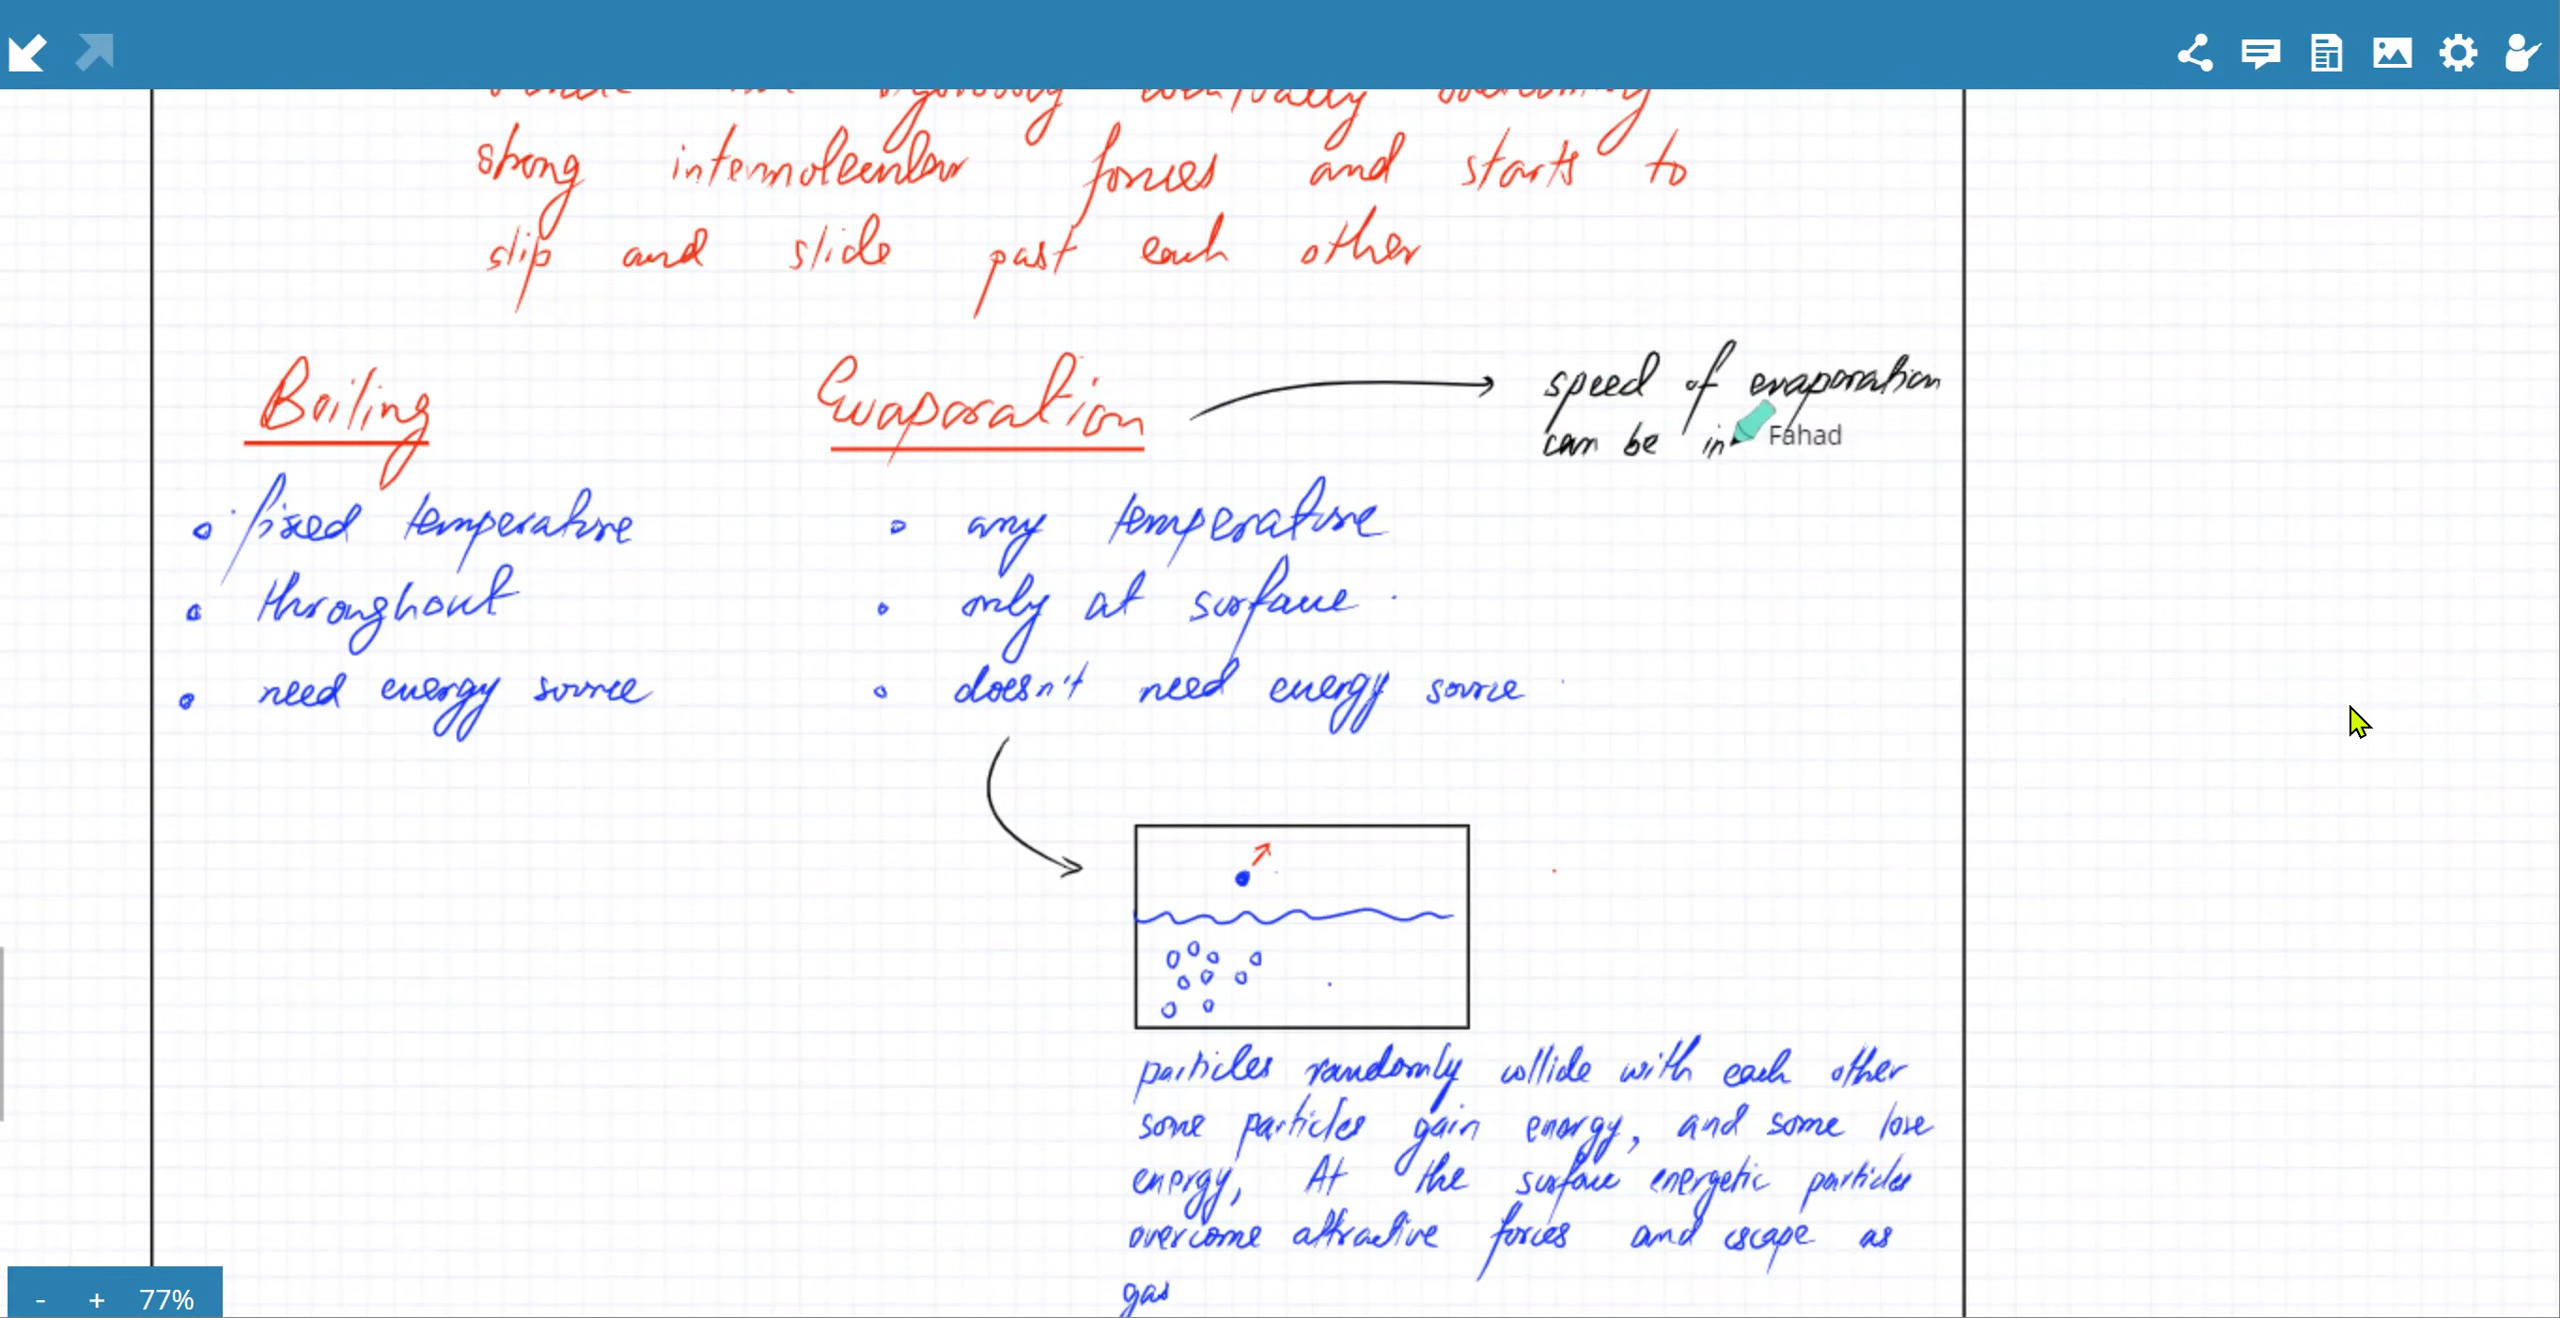 strong intermolecular forces and starts to
slip and slide past each other
Boiling
Evaporation
speed of evaporation
can be in
Fahad
fixed temperature
throughout
need energy source
any temperature
only at surface
doesn't need energy source
particles randomly collide with each other
some particles gain energy, and some lose
energy, At the surface energetic particles
overcome attractive forces and escape as
gas
- + 77%